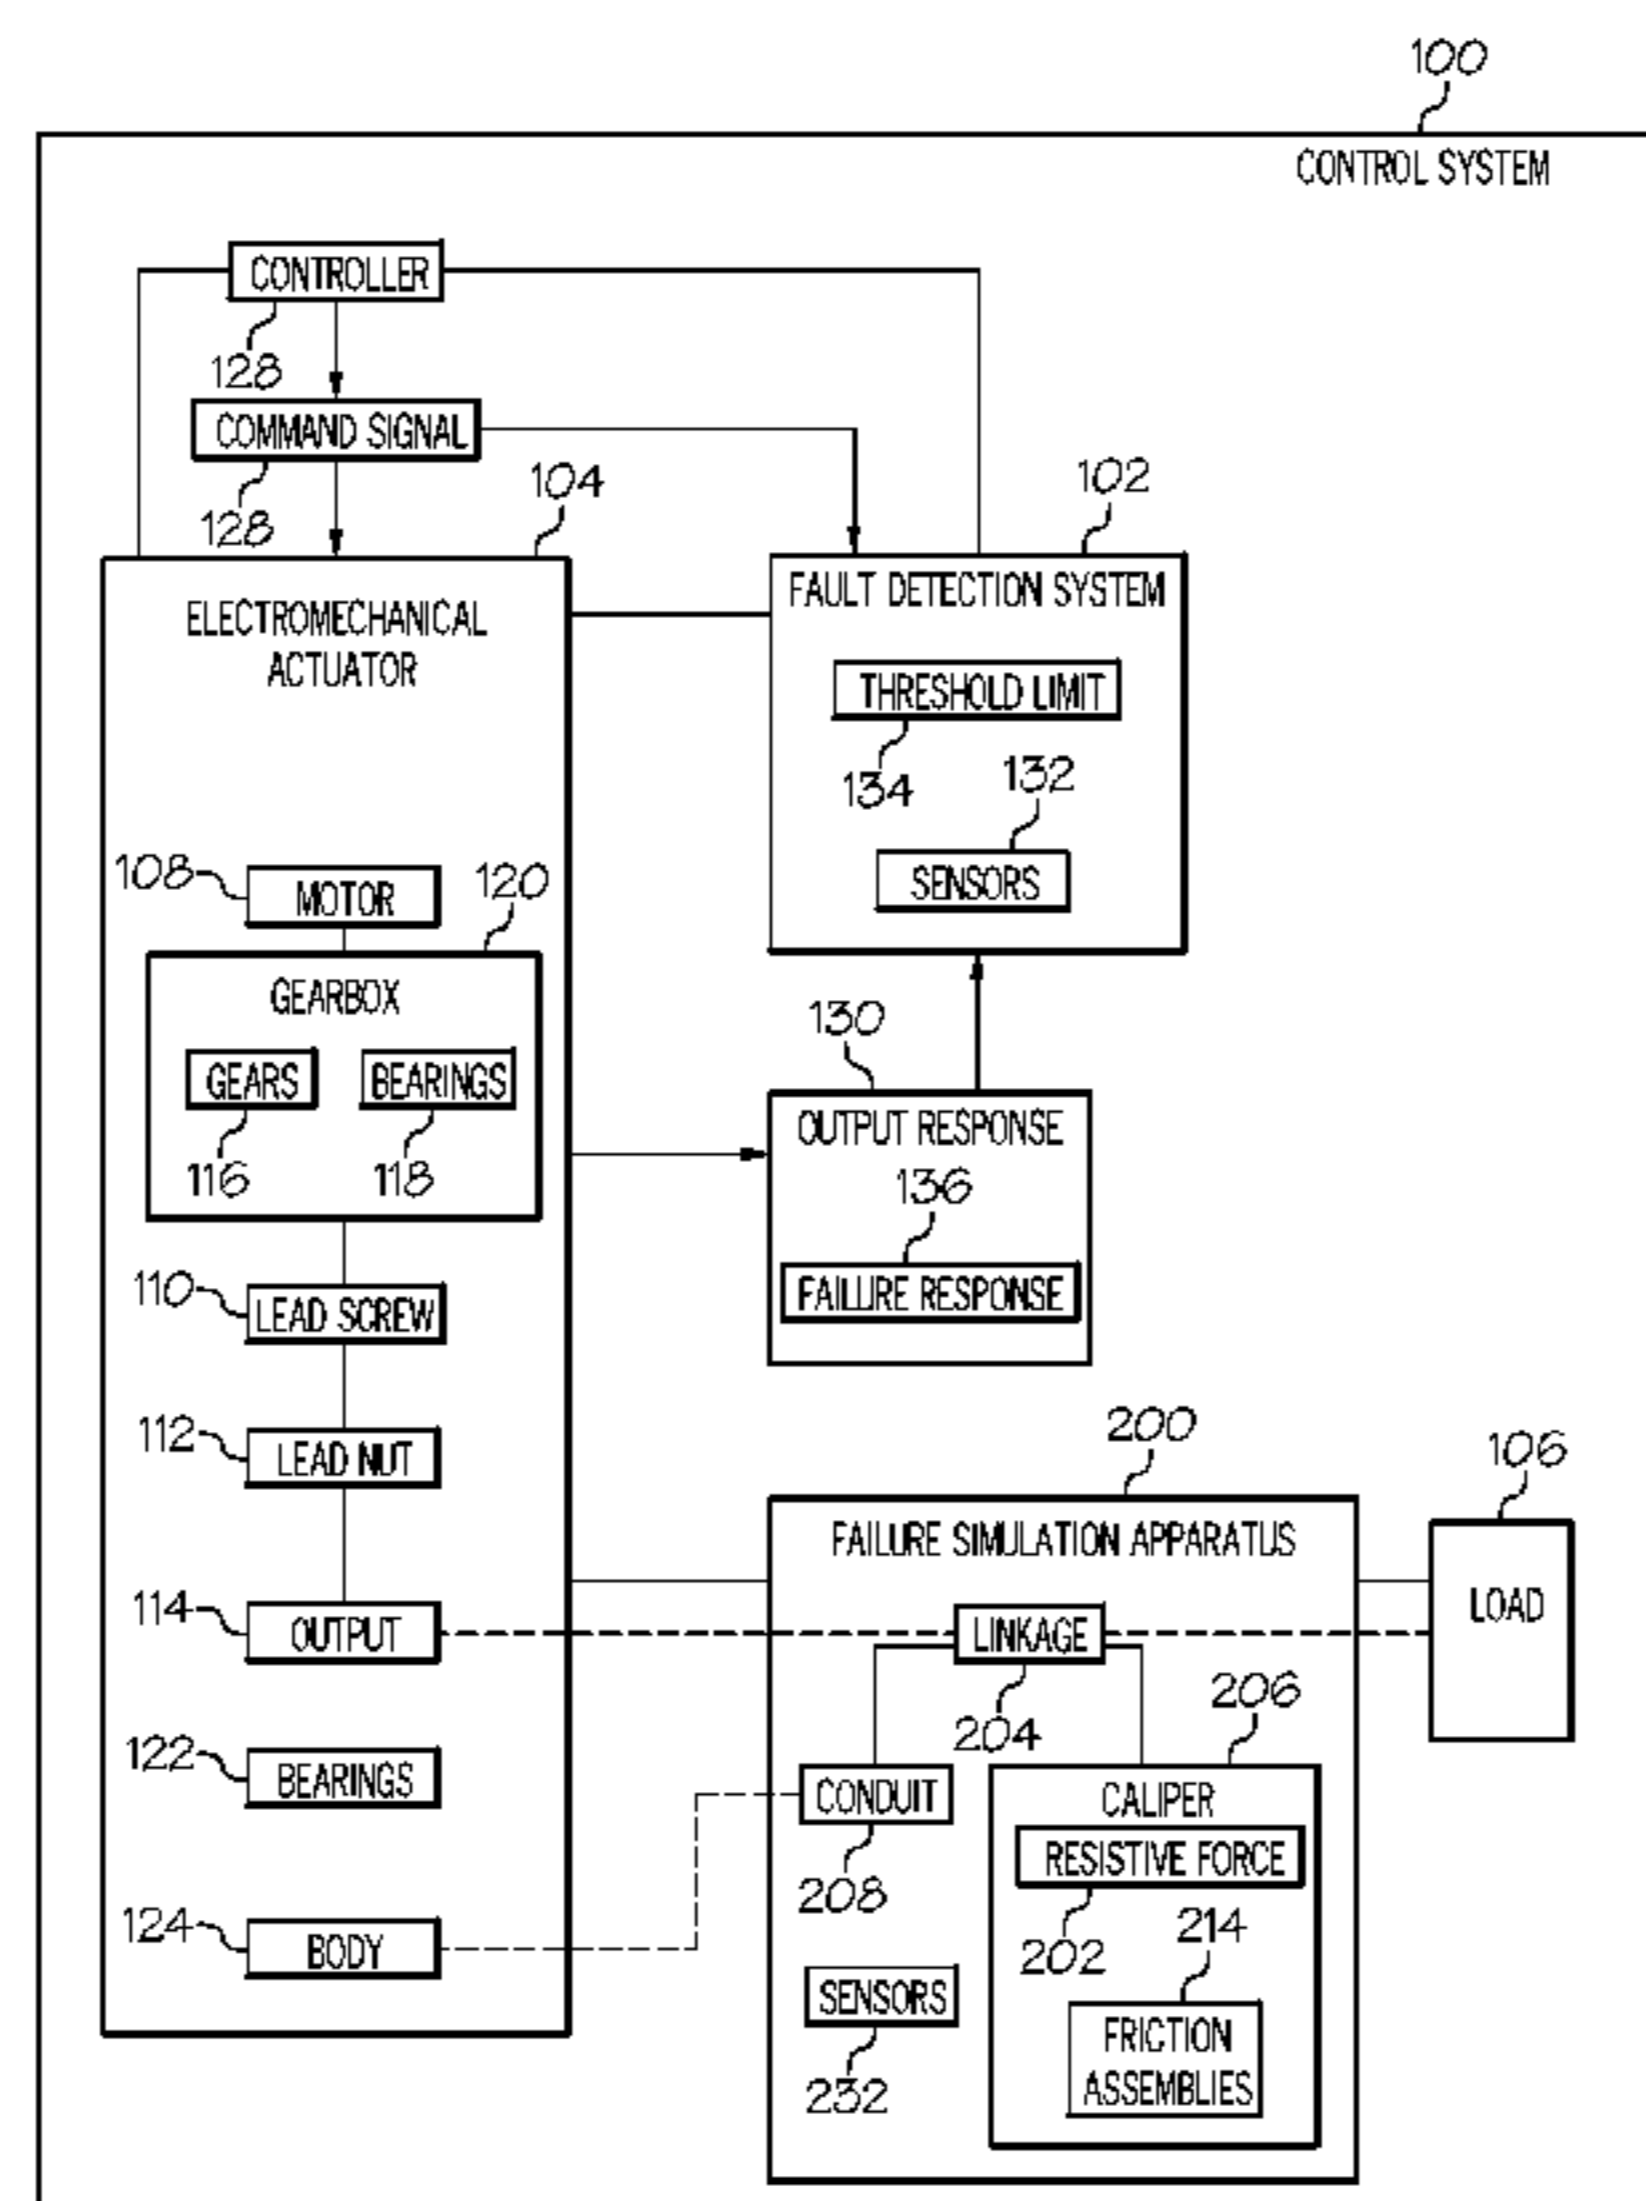 100
CONTROL SYSTEM
CONTROLLER
128
COMMAND SIGNAL
128
104
102
ELECTROMECHANICAL
ACTUATOR
FAULT DETECTION SYSTEM
THRESHOLD LIMIT
134
132
SENSORS
108
MOTOR
120
GEARBOX
GEARS
BEARINGS
116
118
130
OUTPUT RESPONSE
136
FAILURE RESPONSE
110
LEAD SCREW
112
LEAD NUT
114
OUTPUT
122
BEARINGS
124
BODY
200
FAILURE SIMULATION APPARATUS
106
LOAD
LINKAGE
204
206
CONDUIT
208
CALIPER
RESISTIVE FORCE
202
214
FRICTION
ASSEMBLIES
SENSORS
232